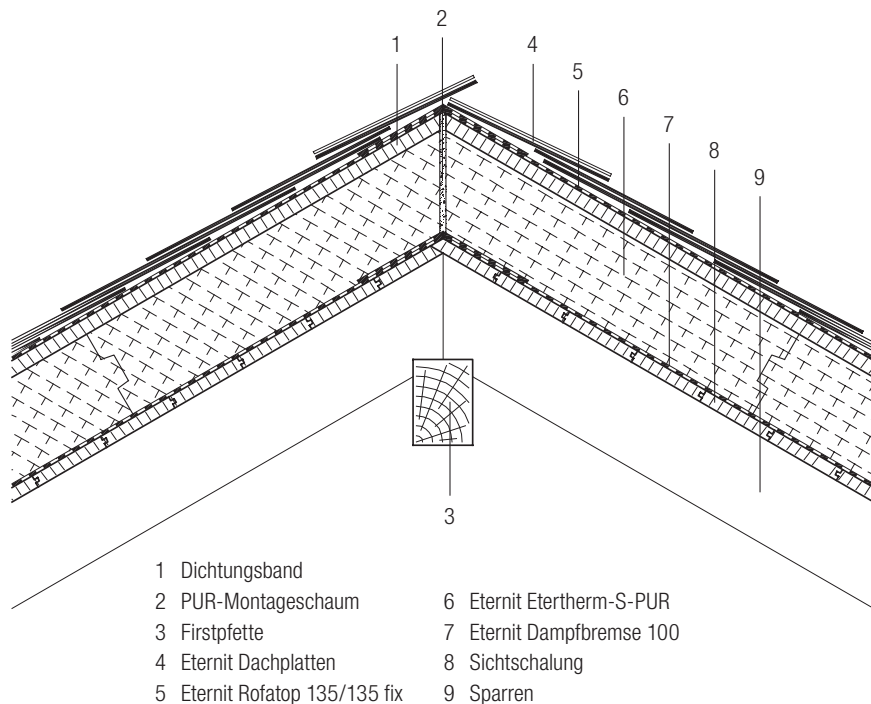 2
1
4
5
6
7
8
9
3
1 Dichtungsband
2 PUR-Montageschaum
3 Firstpfette
4 Eternit Dachplatten
5 Eternit Rofatop 135/135 fix
6 Eternit Etertherm-S-PUR
7 Eternit Dampfbremse 100
8 Sichtschalung
9 Sparren